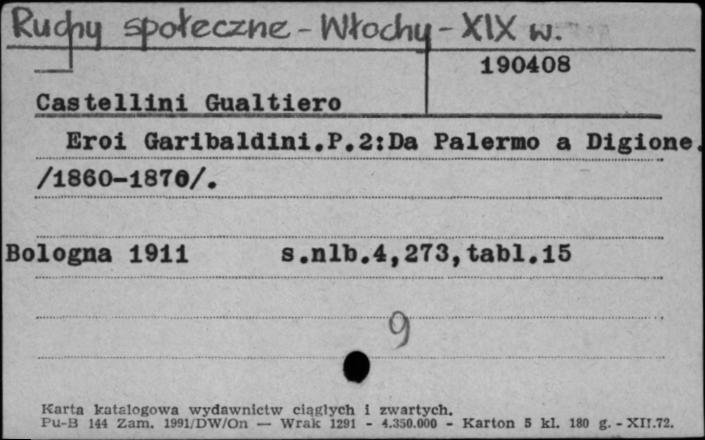 Ruchy społeczne - Włochy - XIX w.
190408
Castellini Gualtiero
Eroi Garibaldini.P.2:Da Palermo a Digione.
/1860-1870/.
Bologna 1911 s.nlb.4,273,tabl.15
9
Karta katalogowa wydawnictw ciągłych i zwartych.
Pu-B 144 Zam. 1991/DW/On — Wrak 1291 - 4.350.000 - Karton 5 kl. 180 g. - XII.72.